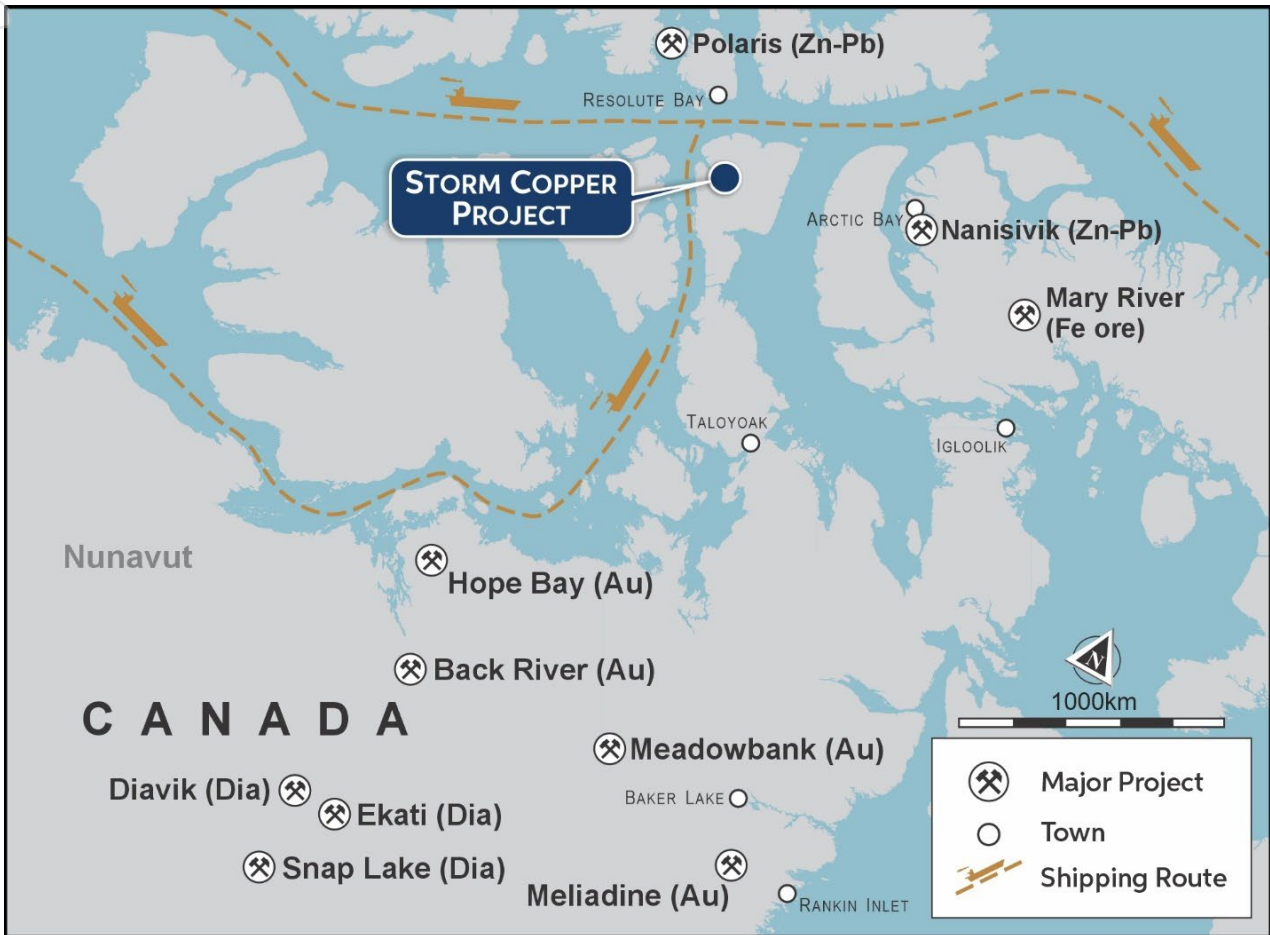 Polaris (Zn-Pb)
RESOLUTE BAY
STORM COPPER
PROJECT
ARCTIC BAY
Nanisivik (Zn-Pb)
Mary River
(Fe ore)
TALOYOAK
IGLOOLIK
Nunavut
Hope Bay (Au)
Back River (Au)
N
1000km
CANADA
Meadowbank (Au)
Diavik (Dia)
BAKER LAKE
Ekati (Dia)
Snap Lake (Dia)
Meliadine (Au)
RANKIN INLET
Major Project
Town
Shipping Route